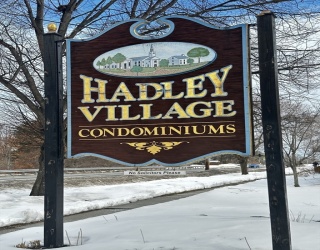 HADLEY
VILLAGE
CONDOMINIUMS
No Soliciting Please